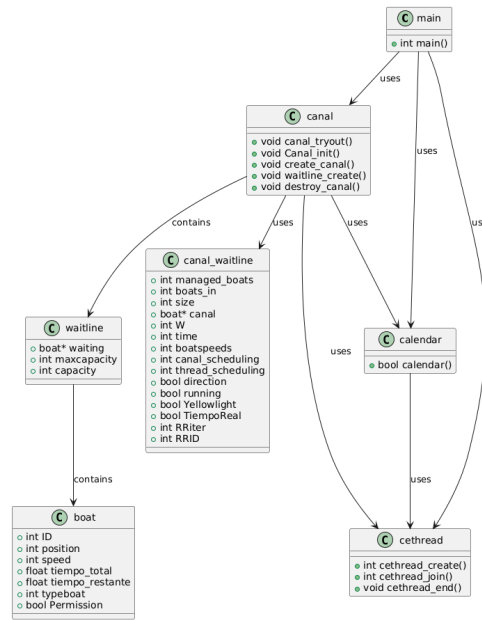 C main
int main()
uses
C canal
void canal_tryout()
void Canal_init()
void create_canal()
void waitline_create()
void destroy_canal()
uses
contains
uses
uses
us
C canal_waitline
int managed_boats
int boats_in
int size
boat* canal
int W
int time
int boatspeeds
int canal_scheduling
int thread_scheduling
bool direction
bool running
bool Yellowlight
bool TiempoReal
int RRiter
int RRID
C waitline
boat* waiting
int maxcapacity
int capacity
C calendar
bool calendar()
uses
contains
uses
C boat
int ID
int position
int speed
float tiempo_total
float tiempo_restante
int typeboat
bool Permission
C cethread
int cethread_create()
int cethread_join()
void cethread_end()